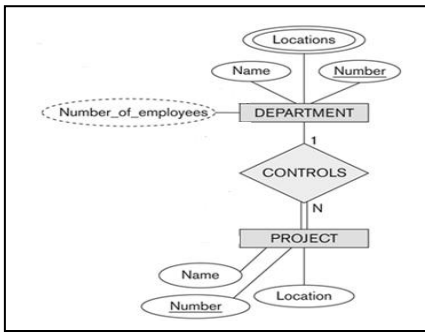 Locations
Name
Number
Number_of_employees
DEPARTMENT
1
CONTROLS
N
PROJECT
Name
Number
Location